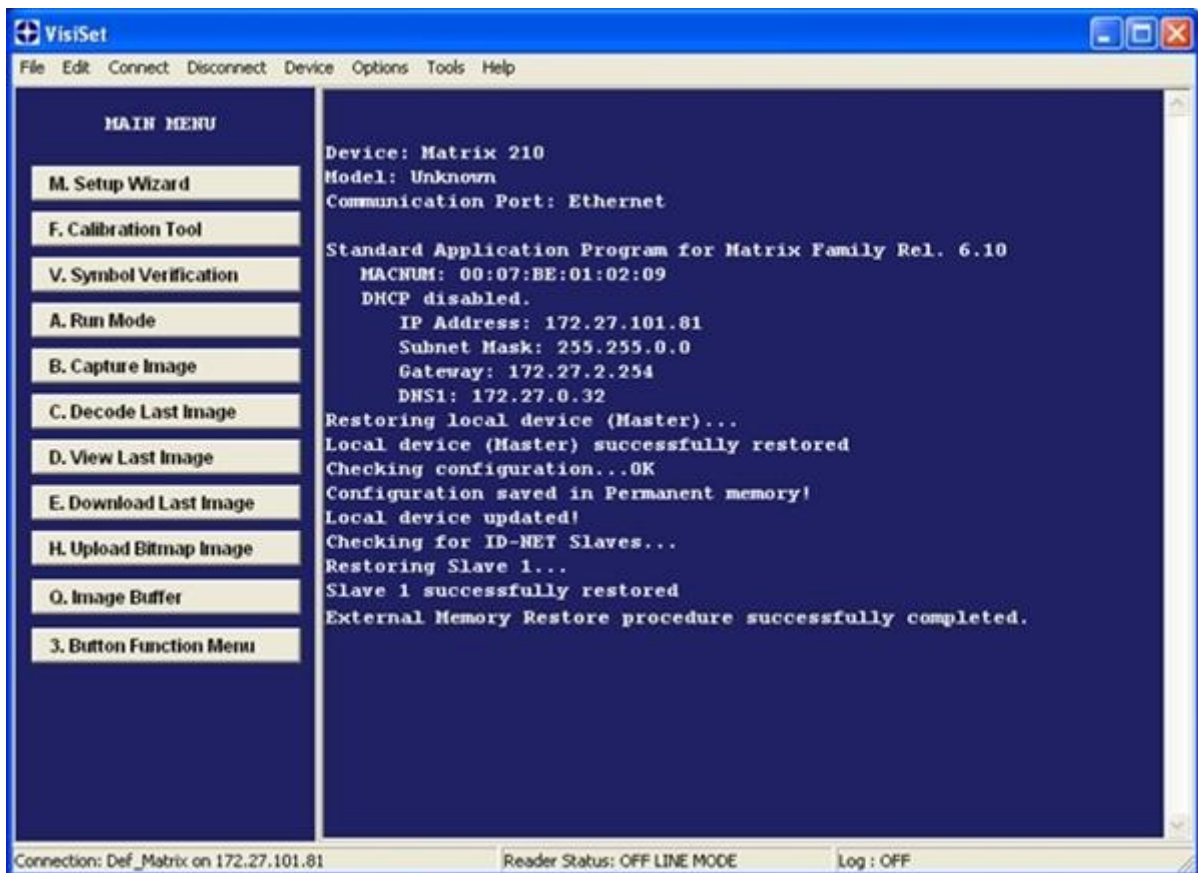 VisiSet
File Edit Connect Disconnect Device Options Tools Help
MAIN MENU
M. Setup Wizard
F. Calibration Tool
V. Symbol Verification
A. Run Mode
B. Capture Image
C. Decode Last Image
D. View Last Image
E. Download Last Image
H. Upload Bitmap Image
Q. Image Buffer
3. Button Function Menu
Device: Matrix 210
Model: Unknown
Communication Port: Ethernet
Standard Application Program for Matrix Family Rel. 6.10
MACNUM: 00:07:BE:01:02:09
DHCP disabled.
IP Address: 172.27.101.81
Subnet Mask: 255.255.0.0
Gateway: 172.27.2.254
DNS1: 172.27.0.32
Restoring local device (Master)...
Local device (Master) successfully restored
Checking configuration...OK
Configuration saved in Permanent memory!
Local device updated!
Checking for ID-NET Slaves...
Restoring Slave 1...
Slave 1 successfully restored
External Memory Restore procedure successfully completed.
Connection: Def_Matrix on 172.27.101.81 Reader Status: OFF LINE MODE Log : OFF